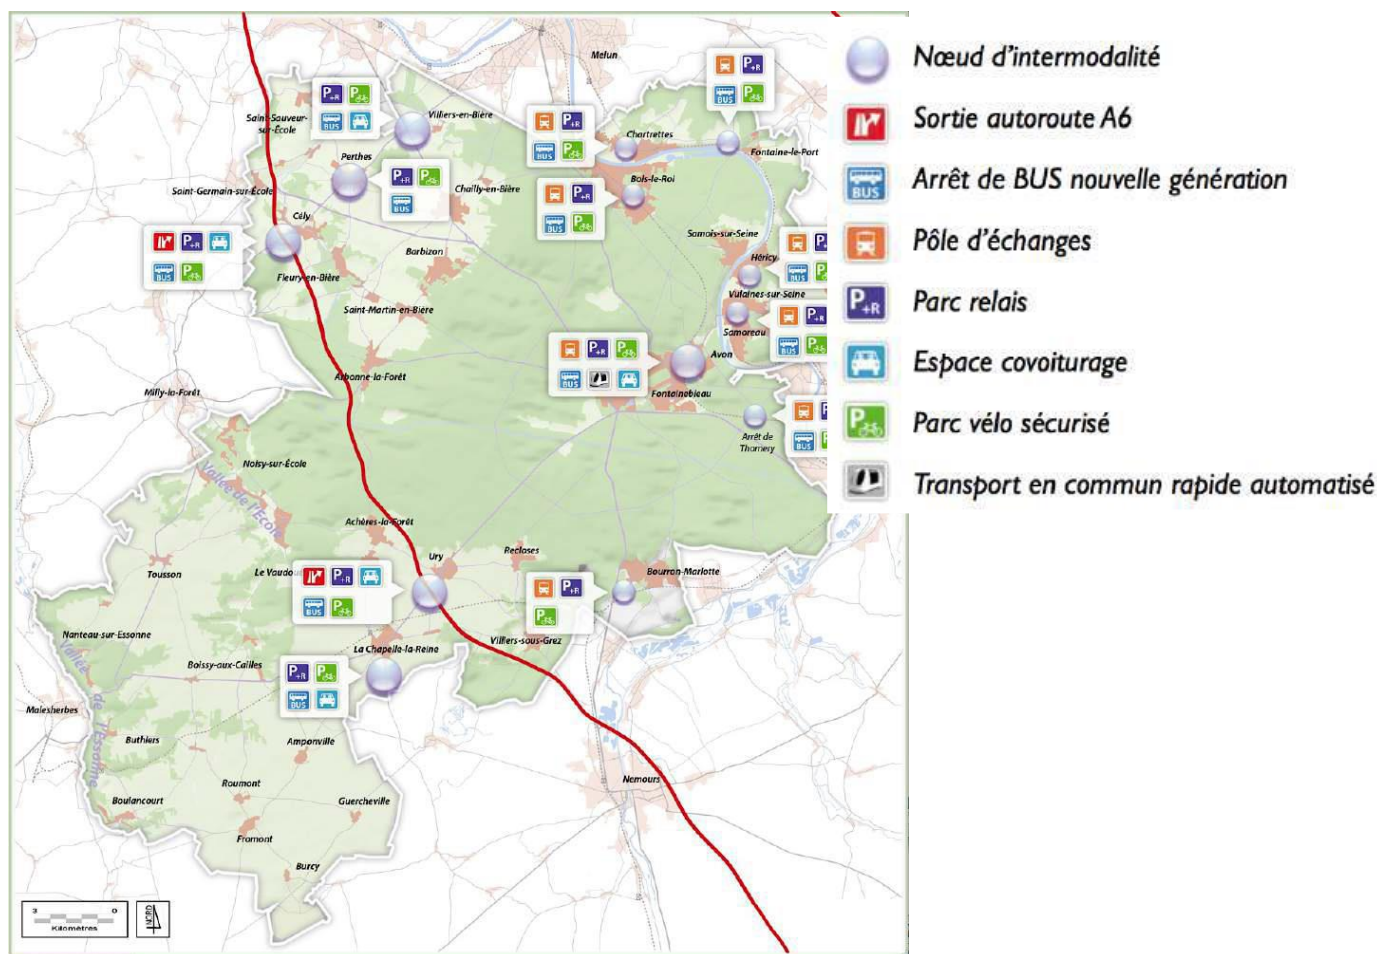 Melun
Villiers-en-Bière
Saint-Sauveur-
sur-École
Chartrettes
Fontaine-le-Port
Perthes
Saint-Germain-sur-École
Chailly-en-Bière
Bois-le-Roi
Cély
Samois-sur-Seine
Barbizon
Héricy
Fleury-en-Bière
Vulaines-sur-Seine
Saint-Martin-en-Bière
Samoreau
Avon
Arbonne-la-Forêt
Milly-la-Forêt
Fontainebleau
Arrêt de
Thomery
Noisy-sur-École
Vallée de l'Ecole
Achères-la-Forêt
Ury
Recloses
Tousson
Le Vaudou
Bourron-Marlotte
Nanteau-sur-Essonne
Villiers-sous-Grez
La Chapelle-la-Reine
Boissy-aux-Cailles
Vallée de l'Essonne
Malesherbes
Buthiers
Amponville
Nemours
Roumont
Boulancourt
Guercheville
Fromont
Burcy
3 0
Kilomètres
NORD
Nœud d'intermodalité
Sortie autoroute A6
BUS Arrêt de BUS nouvelle génération
Pôle d'échanges
P+R Parc relais
Espace covoiturage
P Parc vélo sécurisé
Transport en commun rapide automatisé